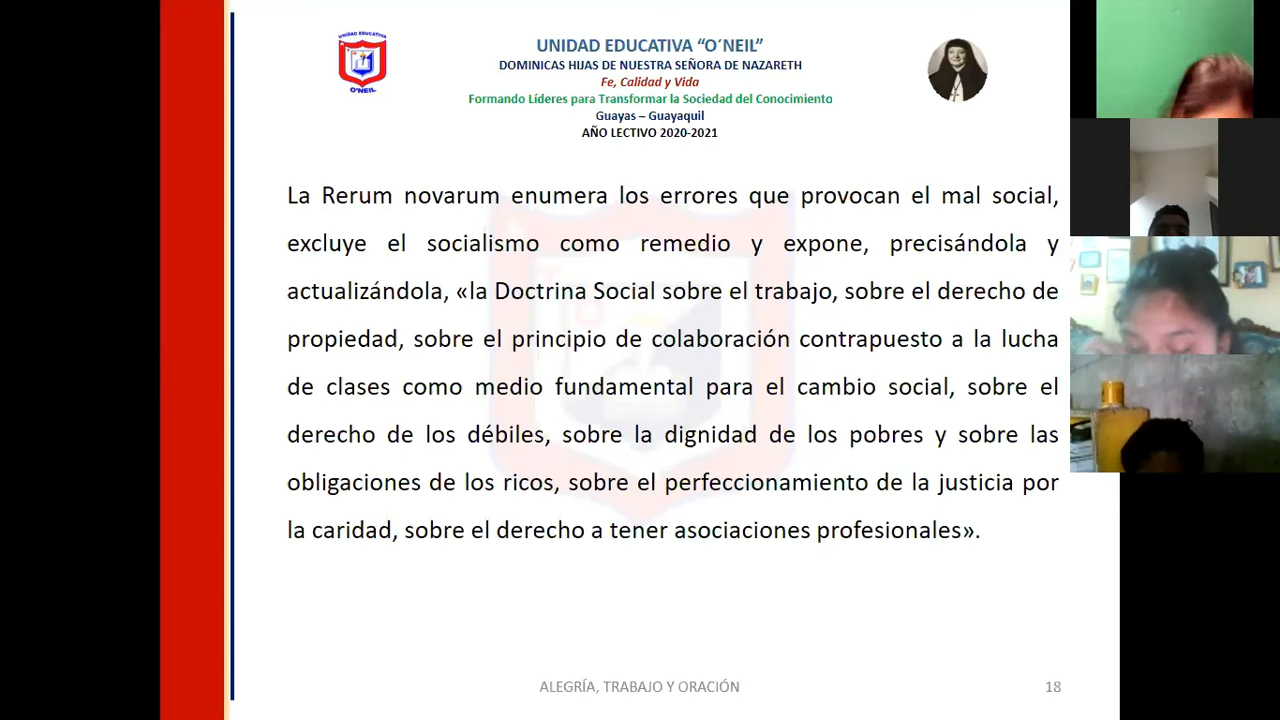 UNIDAD EDUCATIVA
O´NEIL
UNIDAD EDUCATIVA “O´NEIL”
DOMINICAS HIJAS DE NUESTRA SEÑORA DE NAZARETH
Fe, Calidad y Vida
Formando Líderes para Transformar la Sociedad del Conocimiento
Guayas – Guayaquil
AÑO LECTIVO 2020-2021
La Rerum novarum enumera los errores que provocan el mal social,
excluye el socialismo como remedio y expone, precisándola y
actualizándola, «la Doctrina Social sobre el trabajo, sobre el derecho de
propiedad, sobre el principio de colaboración contrapuesto a la lucha
de clases como medio fundamental para el cambio social, sobre el
derecho de los débiles, sobre la dignidad de los pobres y sobre las
obligaciones de los ricos, sobre el perfeccionamiento de la justicia por
la caridad, sobre el derecho a tener asociaciones profesionales».
ALEGRÍA, TRABAJO Y ORACIÓN
18